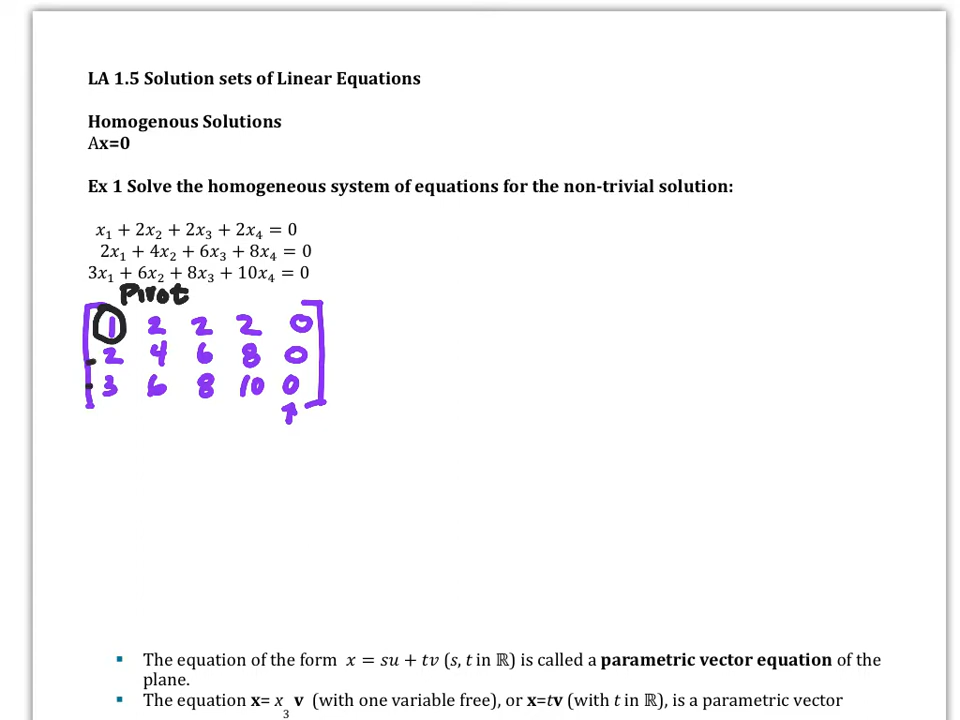 LA 1.5 Solution sets of Linear Equations
Homogenous Solutions
Ax=0
Ex 1 Solve the homogeneous system of equations for the non-trivial solution:
x₁ + 2x₂ + 2x₃ + 2x₄ = 0
2x₁ + 4x₂ + 6x₃ + 8x₄ = 0
3x₁ + 6x₂ + 8x₃ + 10x₄ = 0
Pivot
1 2 2 2 0
2 4 6 8 0
3 6 8 10 0
▪ The equation of the form x = su + tv (s, t in ℝ) is called a parametric vector equation of the
plane.
▪ The equation x= x₃ v (with one variable free), or x=tv (with t in ℝ), is a parametric vector